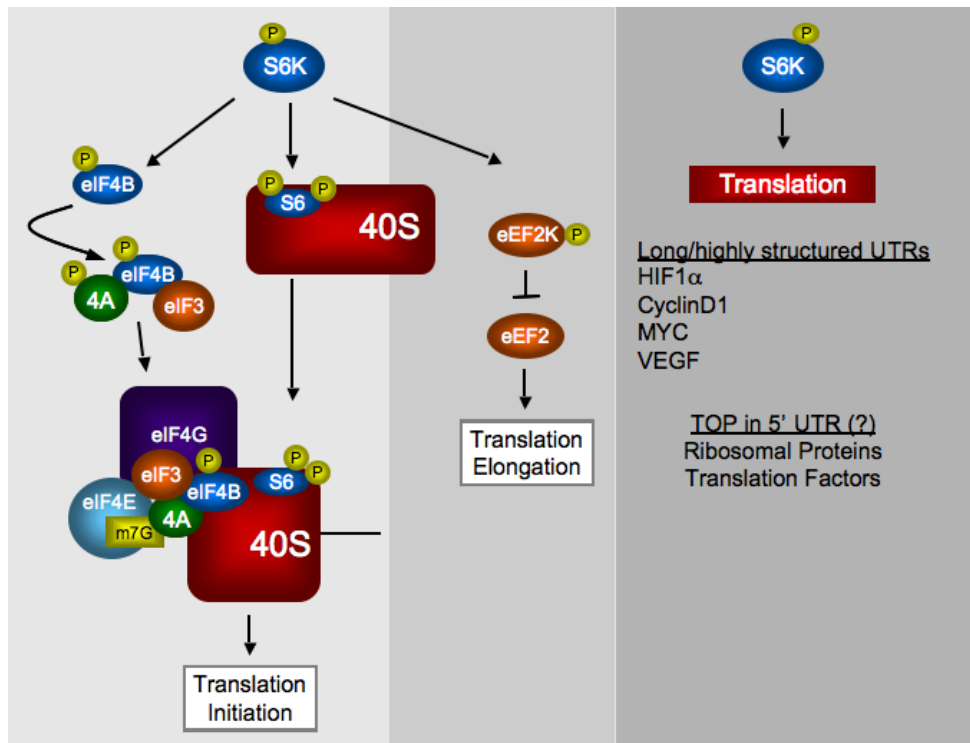 P
S6K
P
eIF4B
P
eIF4B
P
4A
eIF3
P
P
S6
40S
eIF4G
eIF3
P
eIF4B
eIF4E
m7G
4A
P
P
S6
40S
Translation
Initiation
eEF2K
P
eEF2
Translation
Elongation
P
S6K
Translation
Long/highly structured UTRs
HIF1α
CyclinD1
MYC
VEGF
TOP in 5’ UTR (?)
Ribosomal Proteins
Translation Factors